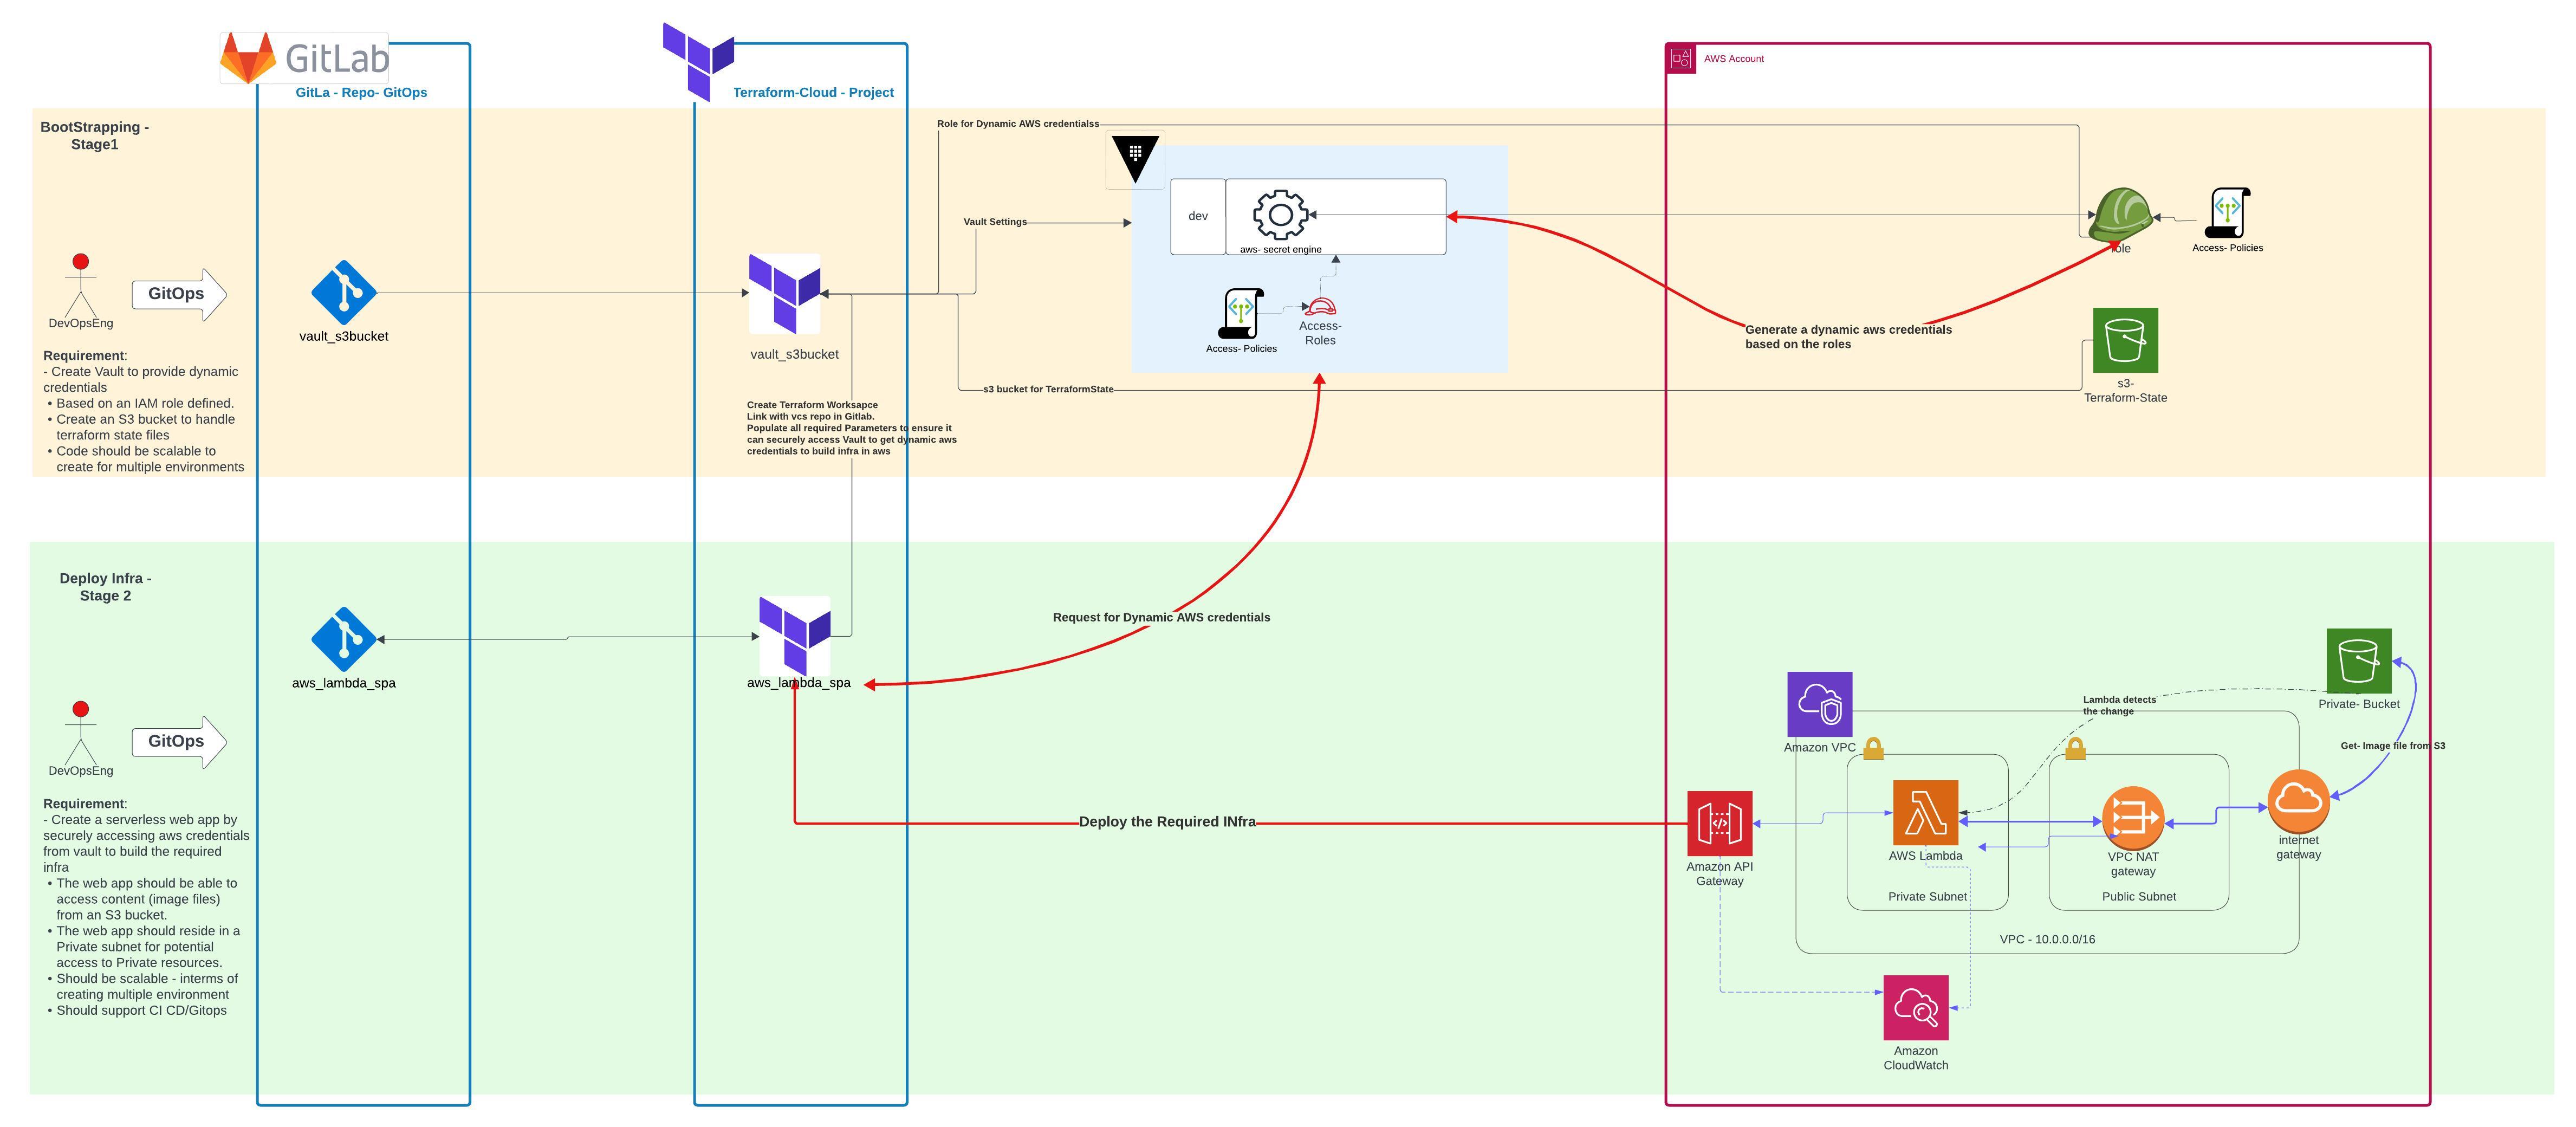 GitLab
GitLa - Repo- GitOps
Terraform-Cloud - Project
AWS Account
BootStrapping -
Stage1
Role for Dynamic AWS credentialss
Vault Settings
dev
aws- secret engine
role
Access- Policies
GitOps
DevOpsEng
vault_s3bucket
vault_s3bucket
Access- Policies
Access-
Roles
Generate a dynamic aws credentials
based on the roles
s3-
Terraform-State
s3 bucket for TerraformState
Requirement:
- Create Vault to provide dynamic
credentials
• Based on an IAM role defined.
• Create an S3 bucket to handle
terraform state files
• Code should be scalable to
create for multiple environments
Create Terraform Worksapce
Link with vcs repo in Gitlab.
Populate all required Parameters to ensure it
can securely access Vault to get dynamic aws
credentials to build infra in aws
Deploy Infra -
Stage 2
aws_lambda_spa
aws_lambda_spa
Request for Dynamic AWS credentials
GitOps
DevOpsEng
Requirement:
- Create a serverless web app by
securely accessing aws credentials
from vault to build the required
infra
• The web app should be able to
access content (image files)
from an S3 bucket.
• The web app should reside in a
Private subnet for potential
access to Private resources.
• Should be scalable - interms of
creating multiple environment
• Should support CI CD/Gitops
Deploy the Required INfra
Lambda detects
the change
Private- Bucket
Amazon VPC
Get- Image file from S3
Amazon API
Gateway
AWS Lambda
VPC NAT
gateway
internet
gateway
Private Subnet
Public Subnet
VPC - 10.0.0.0/16
Amazon
CloudWatch